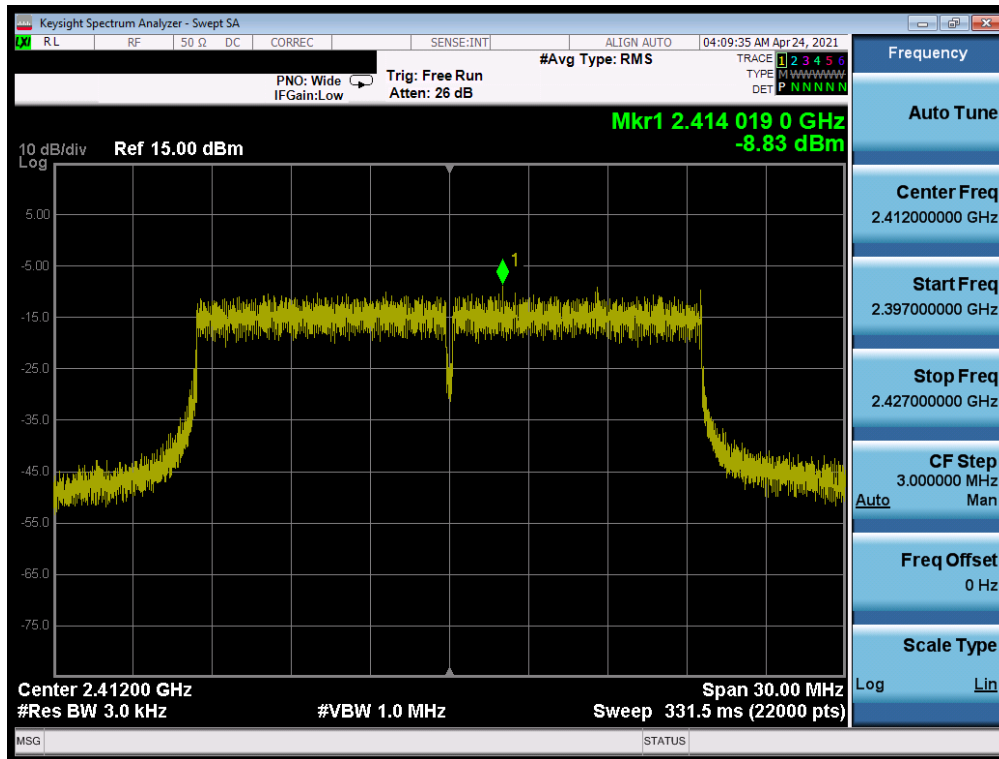 Keysight Spectrum Analyzer - Swept SA
LXI RL RF 50 Ω DC CORREC SENSE:INT ALIGN AUTO 04:09:35 AM Apr 24, 2021
#Avg Type: RMS
TRACE 1 2 3 4 5 6
TYPE M WWWWW
DET P N N N N N
PNO: Wide
IFGain:Low
Trig: Free Run
Atten: 26 dB
Mkr1 2.414 019 0 GHz
-8.83 dBm
10 dB/div Ref 15.00 dBm
Log
5.00
-5.00
1
-15.0
-25.0
-35.0
-45.0
-55.0
-65.0
-75.0
Center 2.41200 GHz Span 30.00 MHz
#Res BW 3.0 kHz #VBW 1.0 MHz Sweep 331.5 ms (22000 pts)
MSG STATUS
Frequency
Auto Tune
Center Freq
2.412000000 GHz
Start Freq
2.397000000 GHz
Stop Freq
2.427000000 GHz
CF Step
3.000000 MHz
Auto Man
Freq Offset
0 Hz
Scale Type
Log Lin